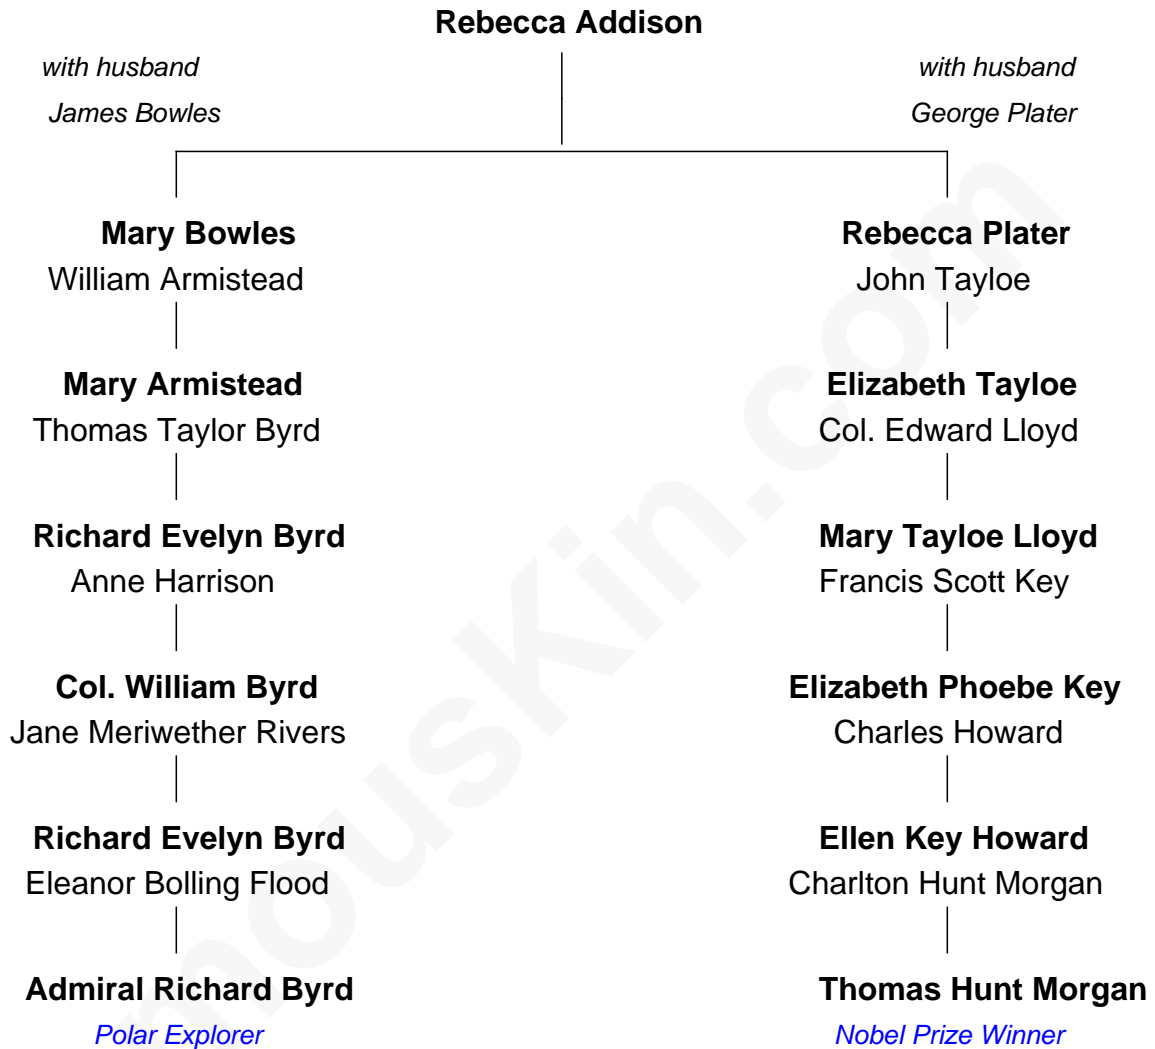 Rebecca Addison
with husband
James Bowles
with husband
George Plater
Mary Bowles
William Armistead
Rebecca Plater
John Tayloe
Mary Armistead
Thomas Taylor Byrd
Elizabeth Tayloe
Col. Edward Lloyd
Richard Evelyn Byrd
Anne Harrison
Mary Tayloe Lloyd
Francis Scott Key
Col. William Byrd
Jane Meriwether Rivers
Elizabeth Phoebe Key
Charles Howard
Richard Evelyn Byrd
Eleanor Bolling Flood
Ellen Key Howard
Charlton Hunt Morgan
Admiral Richard Byrd
Polar Explorer
Thomas Hunt Morgan
Nobel Prize Winner
mouskin.com